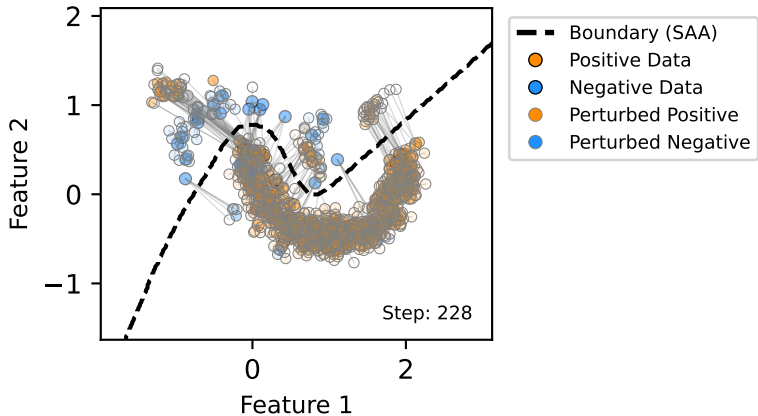 2
1
0
−1
0
2
Feature 1
Feature 2
Step: 228
Boundary (SAA)
Positive Data
Negative Data
Perturbed Positive
Perturbed Negative